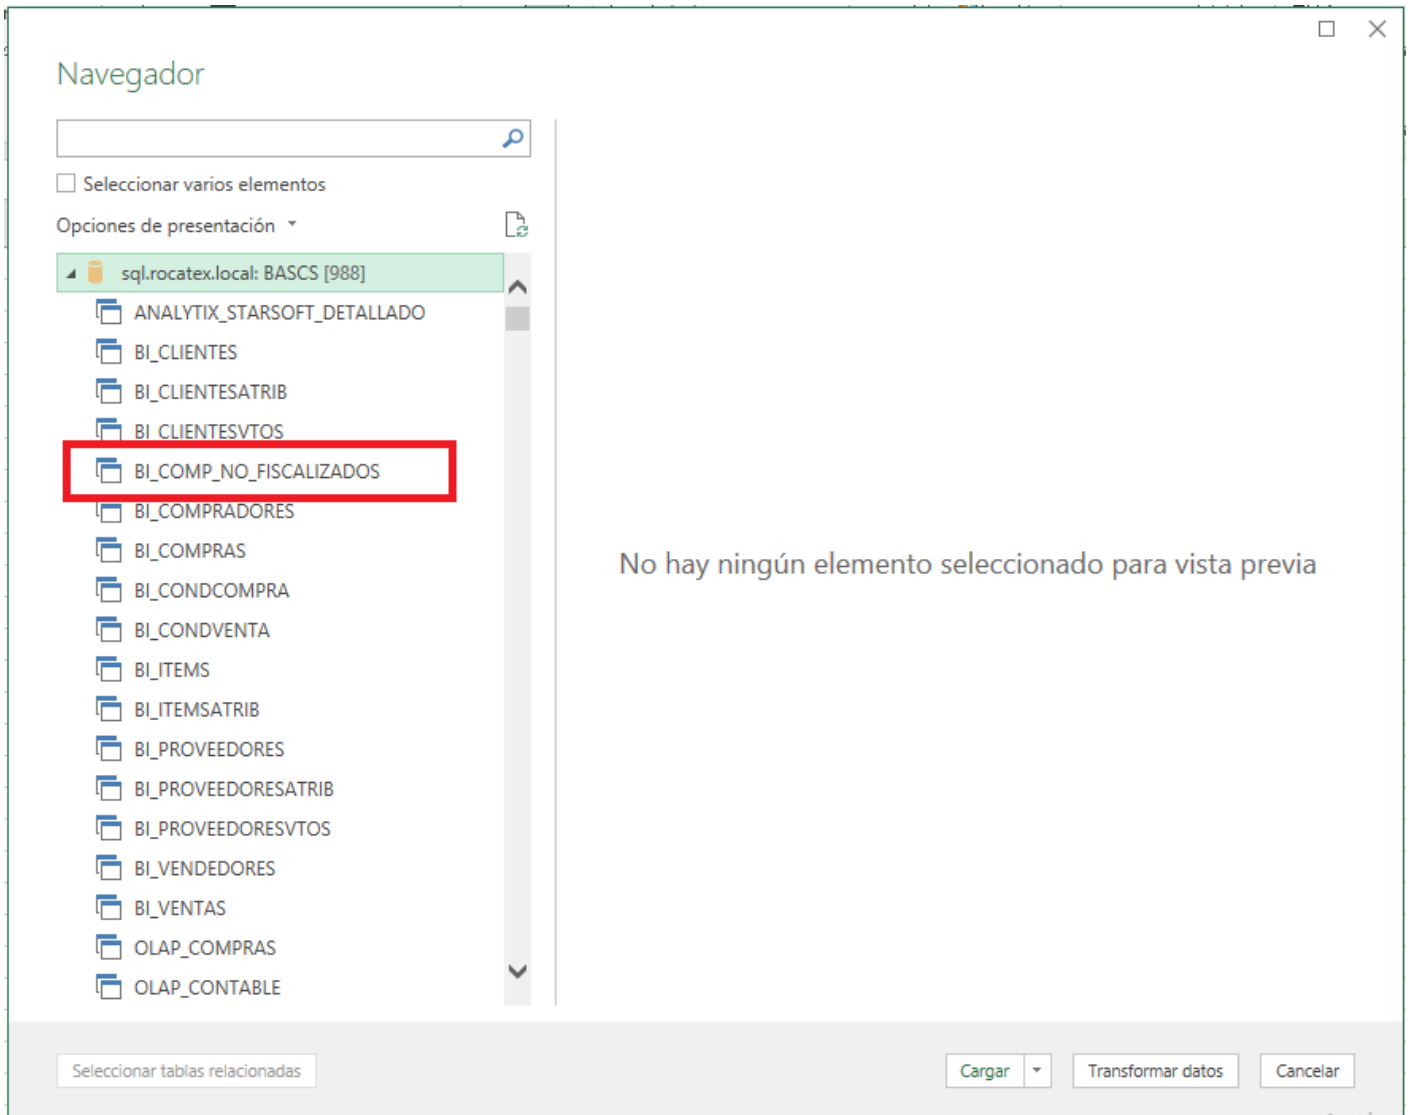 Navegador
Seleccionar varios elementos
Opciones de presentación
sql.rocatex.local: BASCS [988]
ANALYTIX_STARSOFT_DETALLADO
BI_CLIENTES
BI_CLIENTESATRIB
BI_CLIENTESVTOS
BI_COMP_NO_FISCALIZADOS
BI_COMPRADORES
BI_COMPRAS
BI_CONDCOMPRA
BI_CONDVENTA
BI_ITEMS
BI_ITEMSATRIB
BI_PROVEEDORES
BI_PROVEEDORESATRIB
BI_PROVEEDORESVTOS
BI_VENDEDORES
BI_VENTAS
OLAP_COMPRAS
OLAP_CONTABLE
No hay ningún elemento seleccionado para vista previa
Seleccionar tablas relacionadas
Cargar
Transformar datos
Cancelar